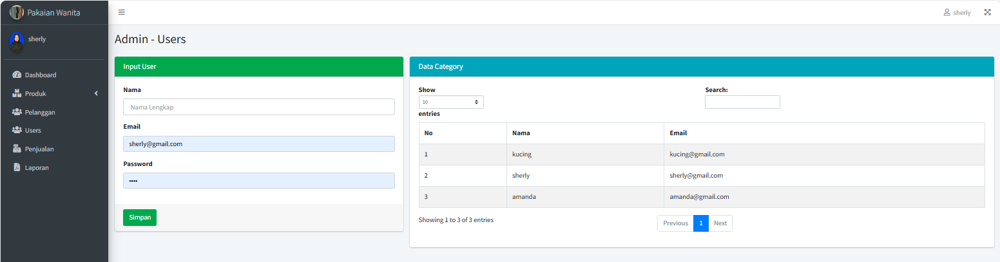 Pakaian Wanita
sherly
sherly
Dashboard
Produk
Pelanggan
Users
Penjualan
Laporan
Admin - Users
Input User
Nama
Nama Lengkap
Email
sherly@gmail.com
Password
••••
Simpan
Data Category
Show
10
entries
Search:
No Nama Email
1 kucing kucing@gmail.com
2 sherly sherly@gmail.com
3 amanda amanda@gmail.com
Showing 1 to 3 of 3 entries
Previous 1 Next